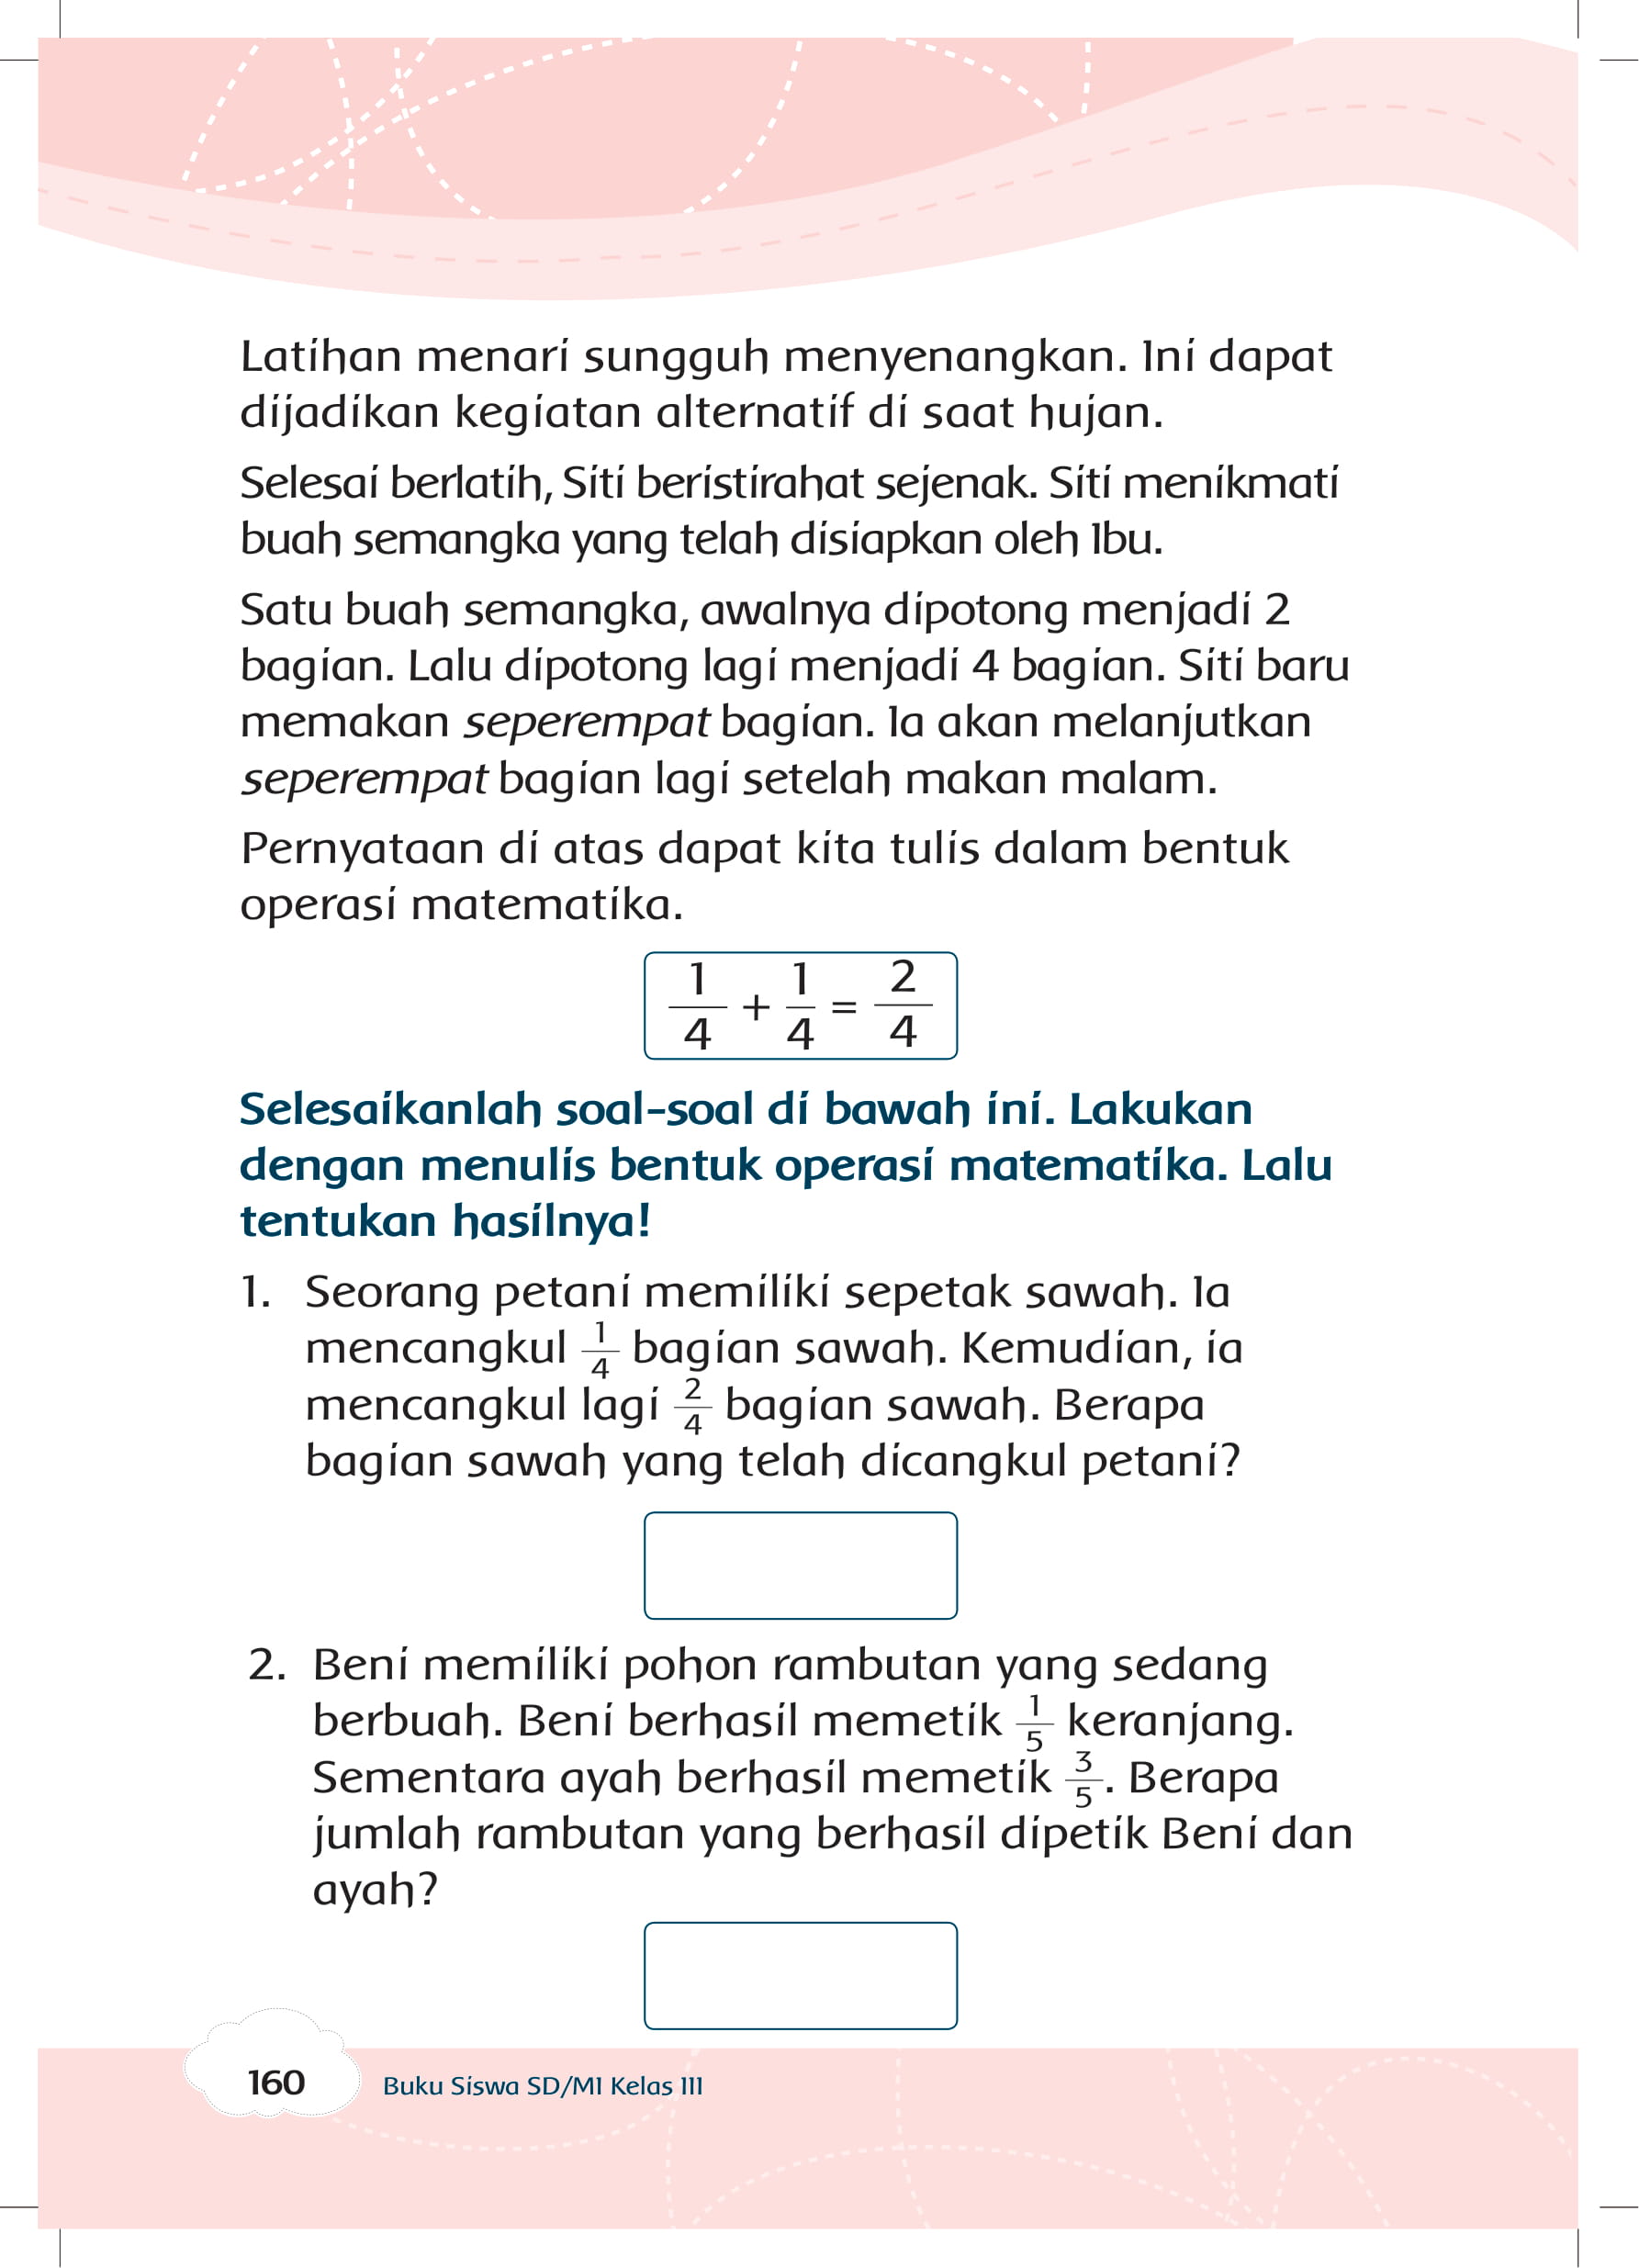 Latihan menari sungguh menyenangkan. Ini dapat
dijadikan kegiatan alternatif di saat hujan.
Selesai berlatih, Siti beristirahat sejenak. Siti menikmati
buah semangka yang telah disiapkan oleh Ibu.
Satu buah semangka, awalnya dipotong menjadi 2
bagian. Lalu dipotong lagi menjadi 4 bagian. Siti baru
memakan seperempat bagian. Ia akan melanjutkan
seperempat bagian lagi setelah makan malam.
Pernyataan di atas dapat kita tulis dalam bentuk
operasi matematika.
1/4 + 1/4 = 2/4
Selesaikanlah soal-soal di bawah ini. Lakukan
dengan menulis bentuk operasi matematika. Lalu
tentukan hasilnya!
1. Seorang petani memiliki sepetak sawah. Ia
mencangkul 1/4 bagian sawah. Kemudian, ia
mencangkul lagi 2/4 bagian sawah. Berapa
bagian sawah yang telah dicangkul petani?
2. Beni memiliki pohon rambutan yang sedang
berbuah. Beni berhasil memetik 1/5 keranjang.
Sementara ayah berhasil memetik 3/5. Berapa
jumlah rambutan yang berhasil dipetik Beni dan
ayah?
160 Buku Siswa SD/MI Kelas III